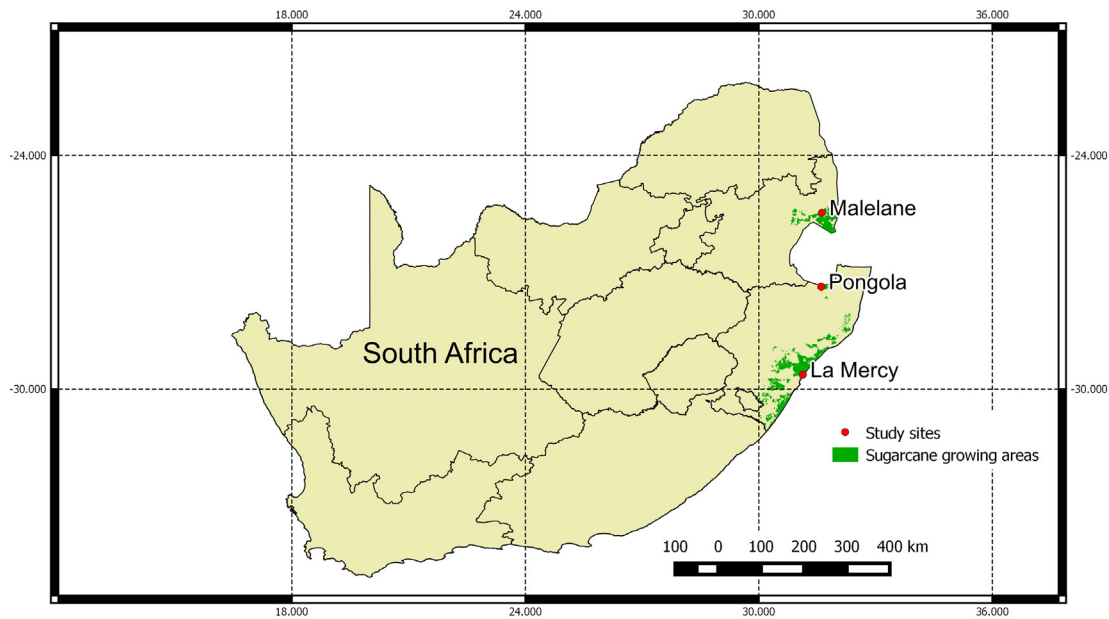 18.000 24.000 30.000 36.000
-24.000 -24.000
Malelane
Pongola
South Africa
La Mercy
-30.000 -30.000
Study sites
Sugarcane growing areas
100 0 100 200 300 400 km
18.000 24.000 30.000 36.000